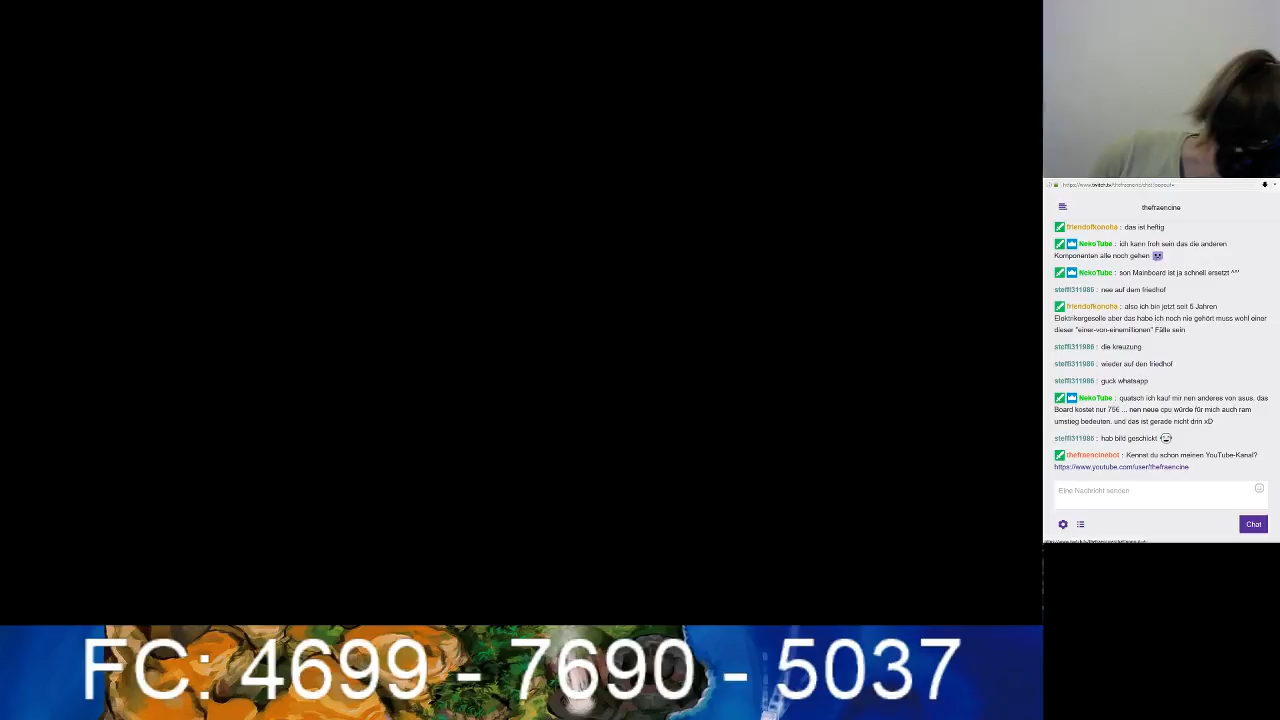 thefraencine
friendofkonoha : das ist heftig
NekoTube : ich kann froh sein das die anderen
Komponenten alle noch gehen
NekoTube : son Mainboard ist ja schnell ersetzt ^^'
steffi311986 : nee auf dem friedhof
friendofkonoha : also ich bin jetzt seit 5 Jahren
Elektrikergeselle aber das habe ich noch nie gehört muss wohl einer
dieser "einer-von-einemillionen" Fälle sein
steffi311986 : die kreuzung
steffi311986 : wieder auf den friedhof
steffi311986 : guck whatsapp
NekoTube : quatsch ich kauf mir nen anderes von asus. das
Board kostet nur 75€ ... nen neue cpu würde für mich auch ram
umstieg bedeuten. und das ist gerade nicht drin xD
steffi311986 : hab bild geschickt
thefraencinebot : Kennst du schon meinen YouTube-Kanal?
https://www.youtube.com/user/thefraencine
Eine Nachricht senden
Chat
FC: 4699 - 7690 - 5037